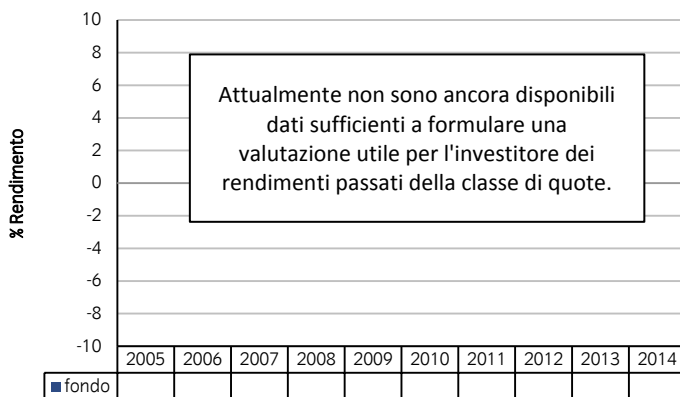 10
8
6
4
2
0
-2
-4
-6
-8
-10
% Rendimento
Attualmente non sono ancora disponibili
dati sufficienti a formulare una
valutazione utile per l'investitore dei
rendimenti passati della classe di quote.
2005 2006 2007 2008 2009 2010 2011 2012 2013 2014
fondo